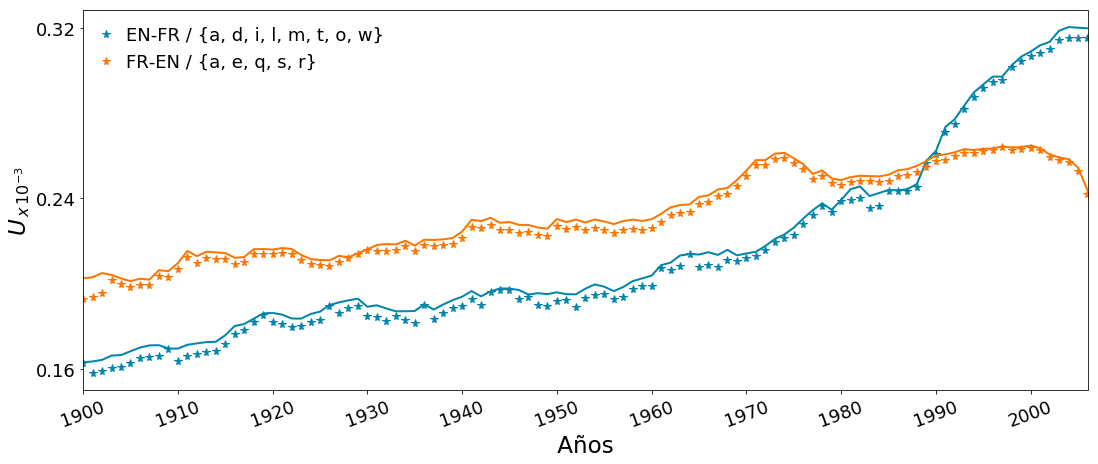 EN-FR / {a, d, i, l, m, t, o, w}
FR-EN / {a, e, q, s, r}
0.32
0.24
0.16
U x 10⁻³
1900 1910 1920 1930 1940 1950 1960 1970 1980 1990 2000
Años